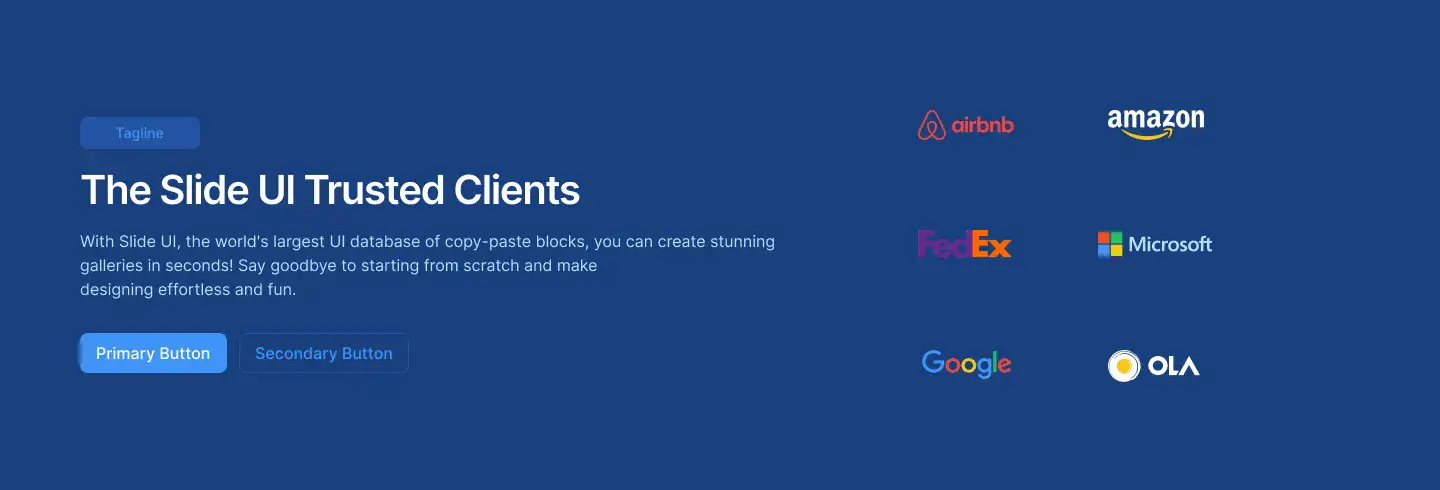 Tagline
The Slide UI Trusted Clients
With Slide UI, the world's largest UI database of copy-paste blocks, you can create stunning
galleries in seconds! Say goodbye to starting from scratch and make
designing effortless and fun.
Primary Button
Secondary Button
airbnb
amazon
FedEx
Microsoft
Google
OLA